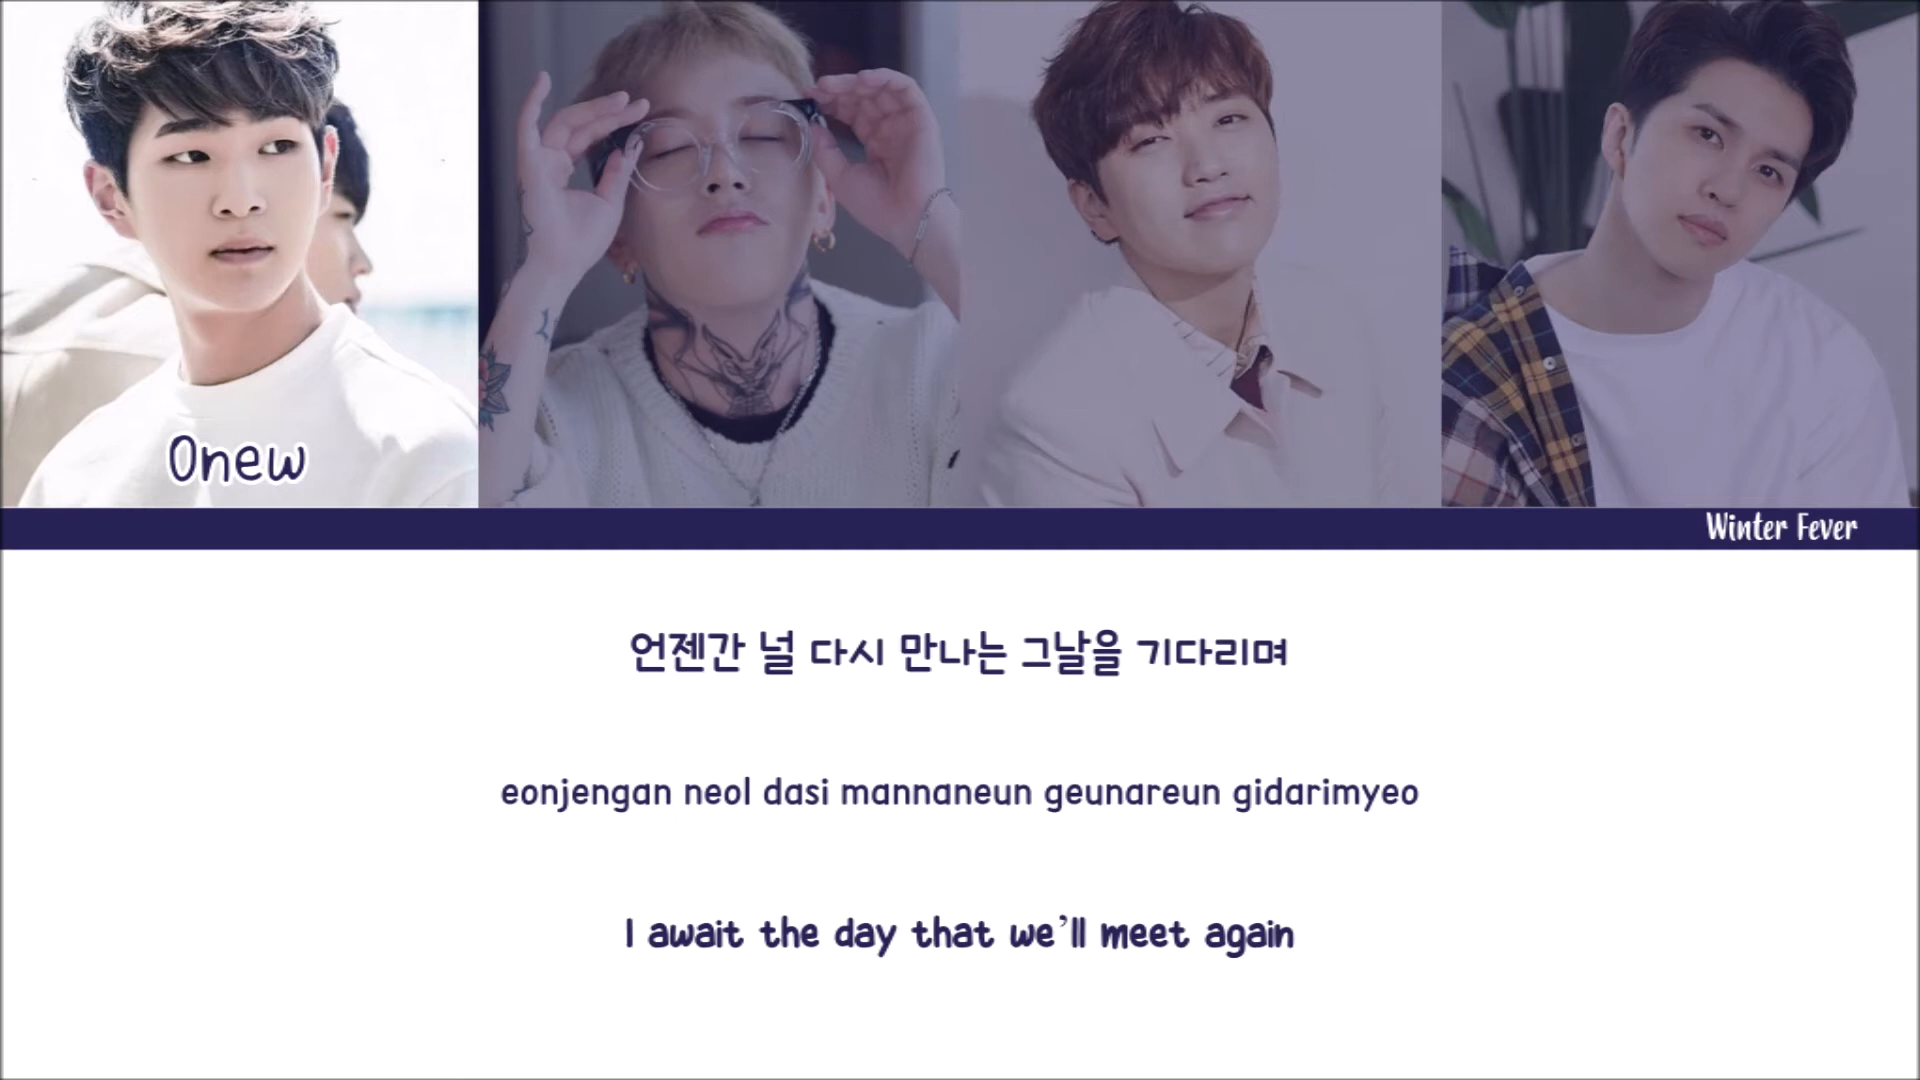 Onew
Winter Fever
언젠간 널 다시 만나는 그날을 기다리며
eonjengan neol dasi mannaneun geunareun gidarimyeo
I await the day that we'll meet again